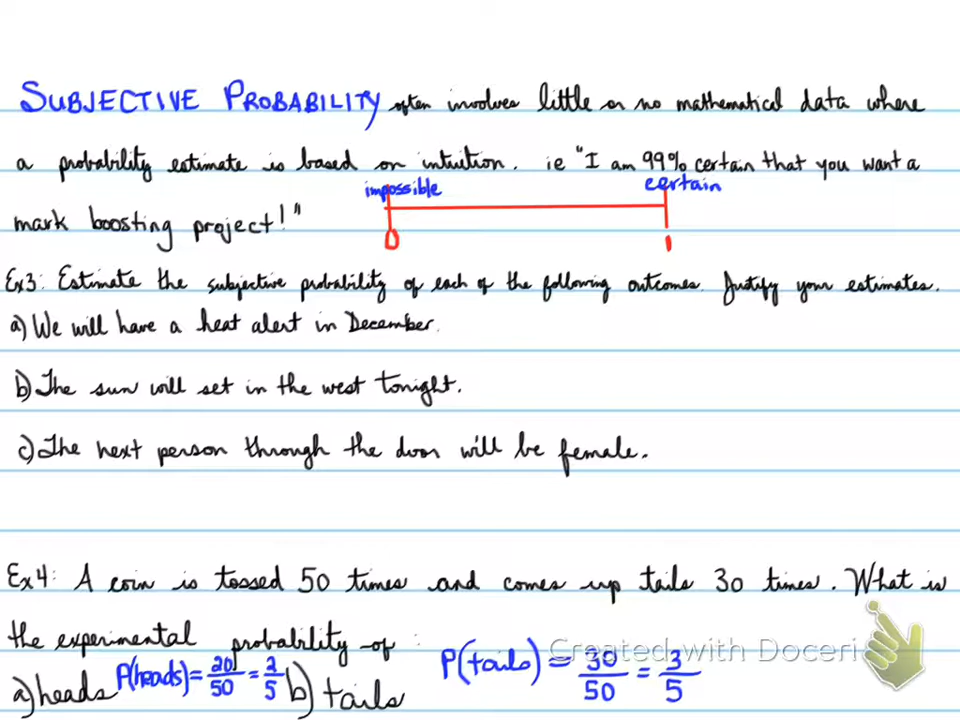 SUBJECTIVE PROBABILITY often involves little or no mathematical data where
a probability estimate is based on intuition. ie "I am 99% certain that you want a
impossible certain
mark boosting project!"
0 1
Ex3: Estimate the subjective probability of each of the following outcomes. Justify your estimates.
a) We will have a heat alert in December.
b) The sun will set in the west tonight.
c) The next person through the door will be female.
Ex4: A coin is tossed 50 times and comes up tails 30 times. What is
the experimental probability of :
Created with Doceri
a) heads P(heads) = 20/50 = 2/5 b) tails P(tails) = 30/50 = 3/5